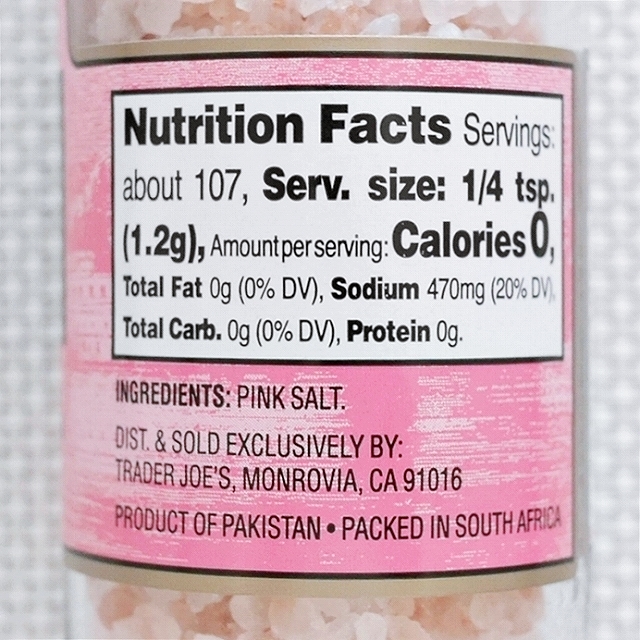 Nutrition Facts Servings:
about 107, Serv. size: 1/4 tsp.
(1.2g), Amount per serving: Calories 0,
Total Fat 0g (0% DV), Sodium 470mg (20% DV),
Total Carb. 0g (0% DV), Protein 0g.
INGREDIENTS: PINK SALT.
DIST. & SOLD EXCLUSIVELY BY:
TRADER JOE'S, MONROVIA, CA 91016
PRODUCT OF PAKISTAN • PACKED IN SOUTH AFRICA